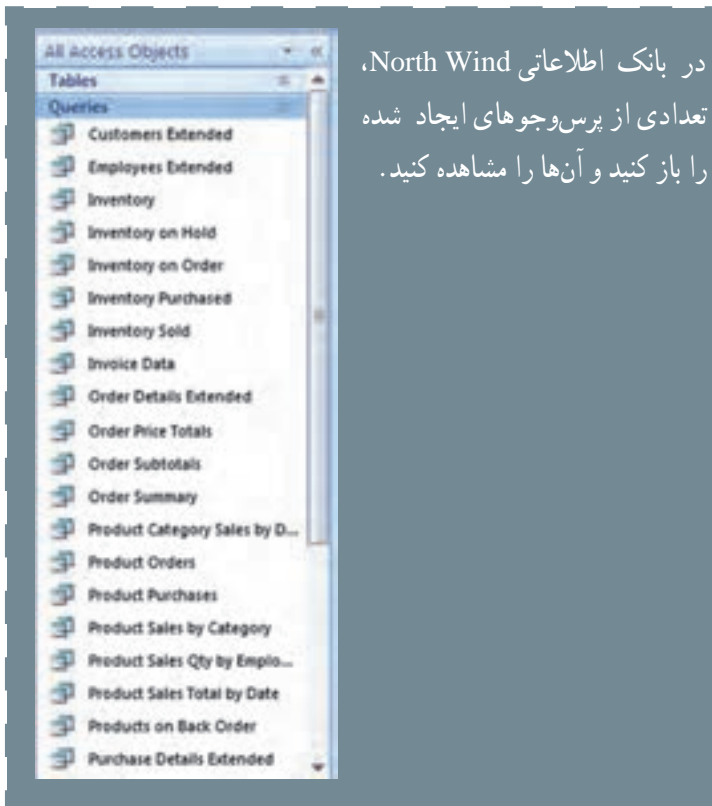 در بانک اطلاعاتی North Wind،
تعدادی از پرس‌وجوهای ایجاد شده
را باز کنید و آن‌ها را مشاهده کنید.
All Access Objects
Tables
Queries
Customers Extended
Employees Extended
Inventory
Inventory on Hold
Inventory on Order
Inventory Purchased
Inventory Sold
Invoice Data
Order Details Extended
Order Price Totals
Order Subtotals
Order Summary
Product Category Sales by D...
Product Orders
Product Purchases
Product Sales by Category
Product Sales Qty by Emplo...
Product Sales Total by Date
Products on Back Order
Purchase Details Extended